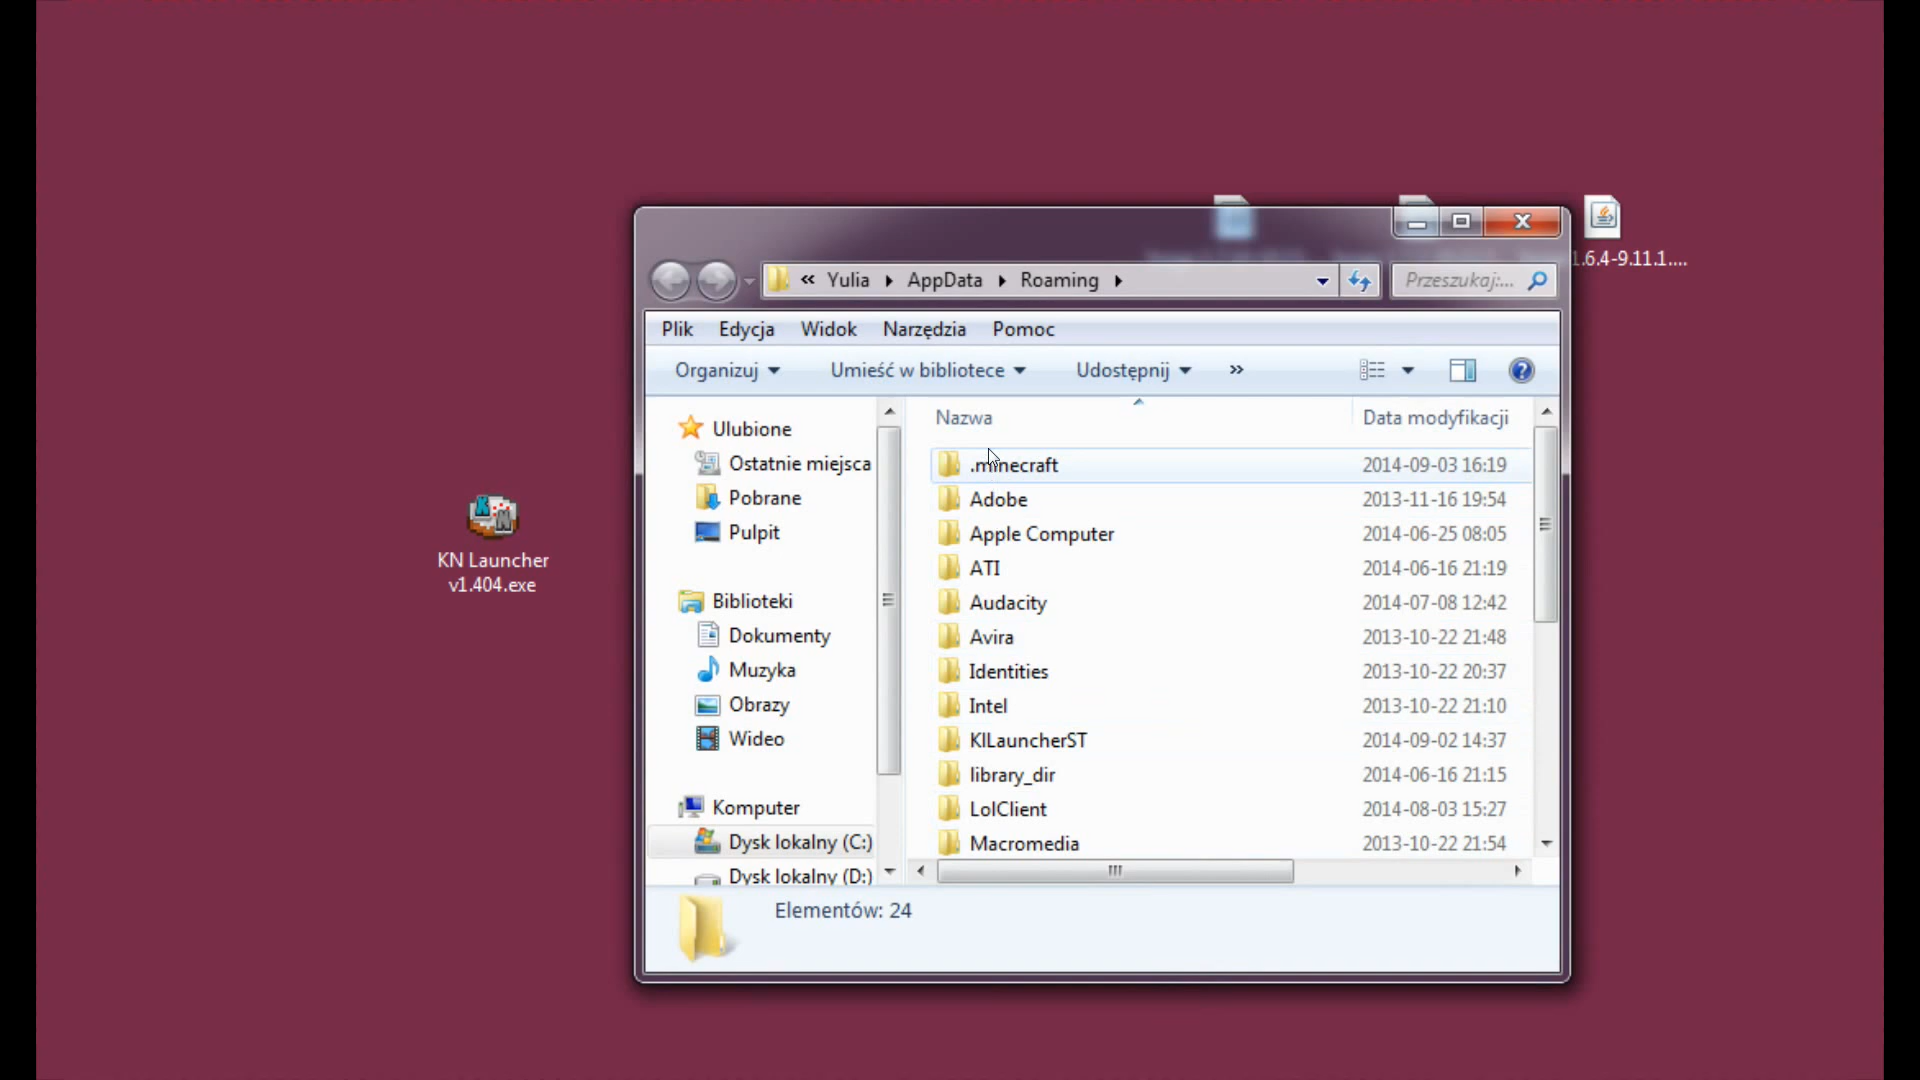 1.6.4-9.11.1....
« Yulia ▸ AppData ▸ Roaming ▸
Przeszukaj:...
Plik Edycja Widok Narzędzia Pomoc
Organizuj Umieść w bibliotece Udostępnij »
Nazwa Data modyfikacji
Ulubione
Ostatnie miejsca
Pobrane
Pulpit
Biblioteki
Dokumenty
Muzyka
Obrazy
Wideo
Komputer
Dysk lokalny (C:)
Dysk lokalny (D:)
.minecraft 2014-09-03 16:19
Adobe 2013-11-16 19:54
Apple Computer 2014-06-25 08:05
ATI 2014-06-16 21:19
Audacity 2014-07-08 12:42
Avira 2013-10-22 21:48
Identities 2013-10-22 20:37
Intel 2013-10-22 21:10
KILauncherST 2014-09-02 14:37
library_dir 2014-06-16 21:15
LolClient 2014-08-03 15:27
Macromedia 2013-10-22 21:54
Elementów: 24
KN Launcher
v1.404.exe